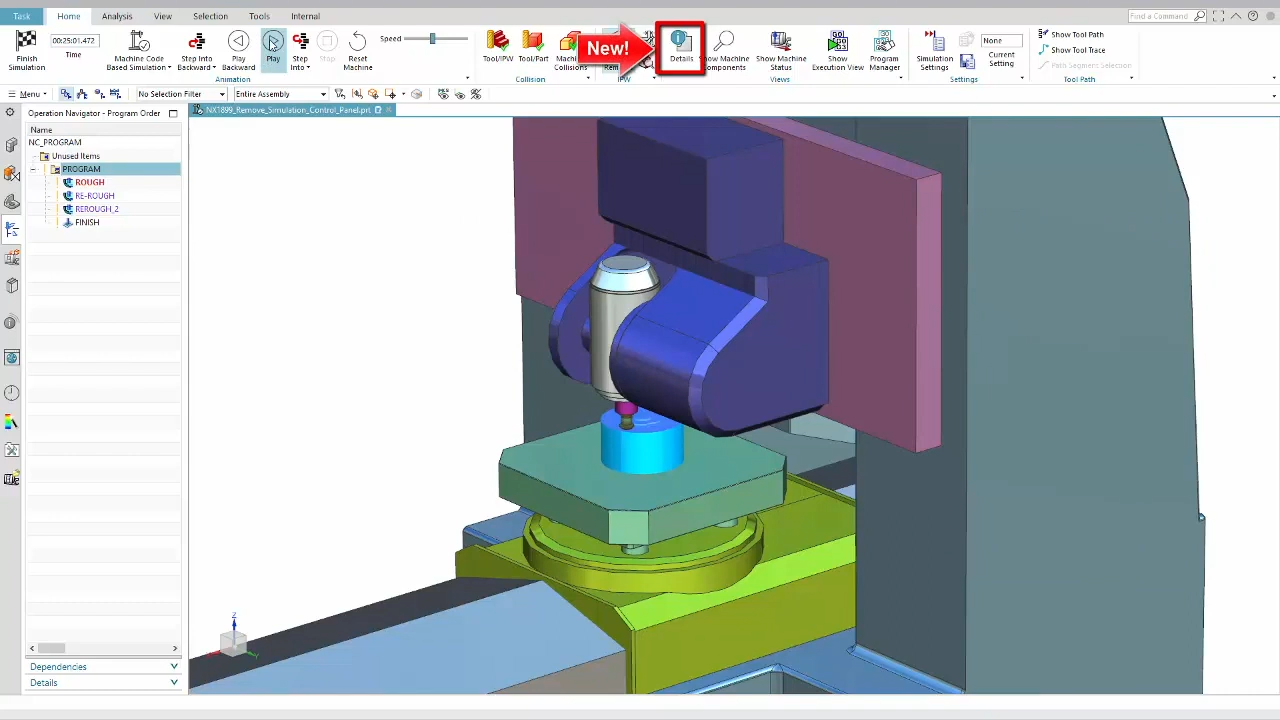 Task Home Analysis View Selection Tools Internal Find a Command
Finish Simulation
00:25:01.472
Time
Machine Code Based Simulation
Step Into Backward
Play Backward
Play
Step Into
Stop
Reset Machine
Speed
Animation
Tool/IPW
Tool/Part
Collisions
Collision
New!
IPW
Details
Show Machine Components
Show Machine Status
Show Execution View
Program Manager
Views
Simulation Settings
None
Current Setting
Settings
Show Tool Path
Show Tool Trace
Path Segment Selection
Tool Path
Menu No Selection Filter Entire Assembly
Operation Navigator - Program Order
NX1899_Remove_Simulation_Control_Panel.prt
Name
NC_PROGRAM
Unused Items
PROGRAM
ROUGH
RE-ROUGH
REROUGH_2
FINISH
Z
Y
Dependencies
Details